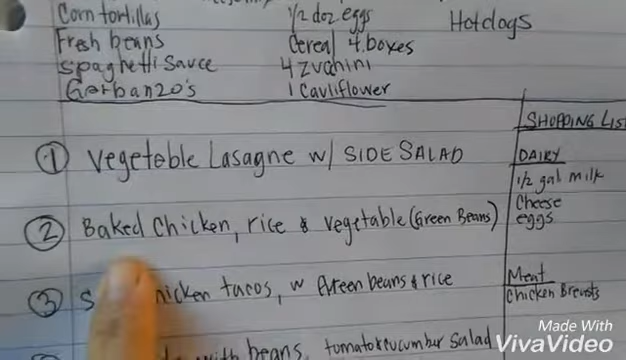 Corn tortillas
Fresh beans
Spaghetti Sauce
Garbanzo's
1/2 doz eggs
Cereal 4 boxes
4 zuchini
1 Cauliflower
Hotdogs
① Vegetable Lasagne w/ SIDE SALAD
② Baked Chicken, rice & vegetable (Green Beans)
③ S chicken tacos, w Green beans & rice
with beans, tomato & cucumber Salad
SHOPPING LIST
DAIRY
1/2 gal milk
Cheese
eggs
Meat
Chicken Breasts
Made With
VivaVideo